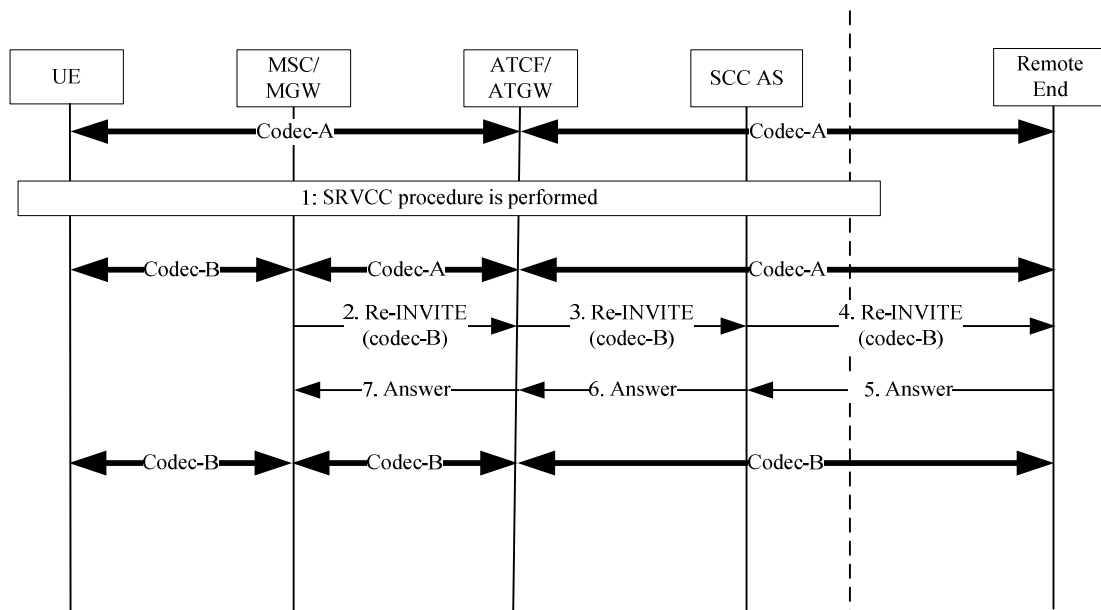 UE
MSC/
MGW
ATCF/
ATGW
SCC AS
Remote
End
Codec-A
Codec-A
1: SRVCC procedure is performed
Codec-B
Codec-A
Codec-A
2. Re-INVITE
(codec-B)
3. Re-INVITE
(codec-B)
4. Re-INVITE
(codec-B)
7. Answer
6. Answer
5. Answer
Codec-B
Codec-B
Codec-B